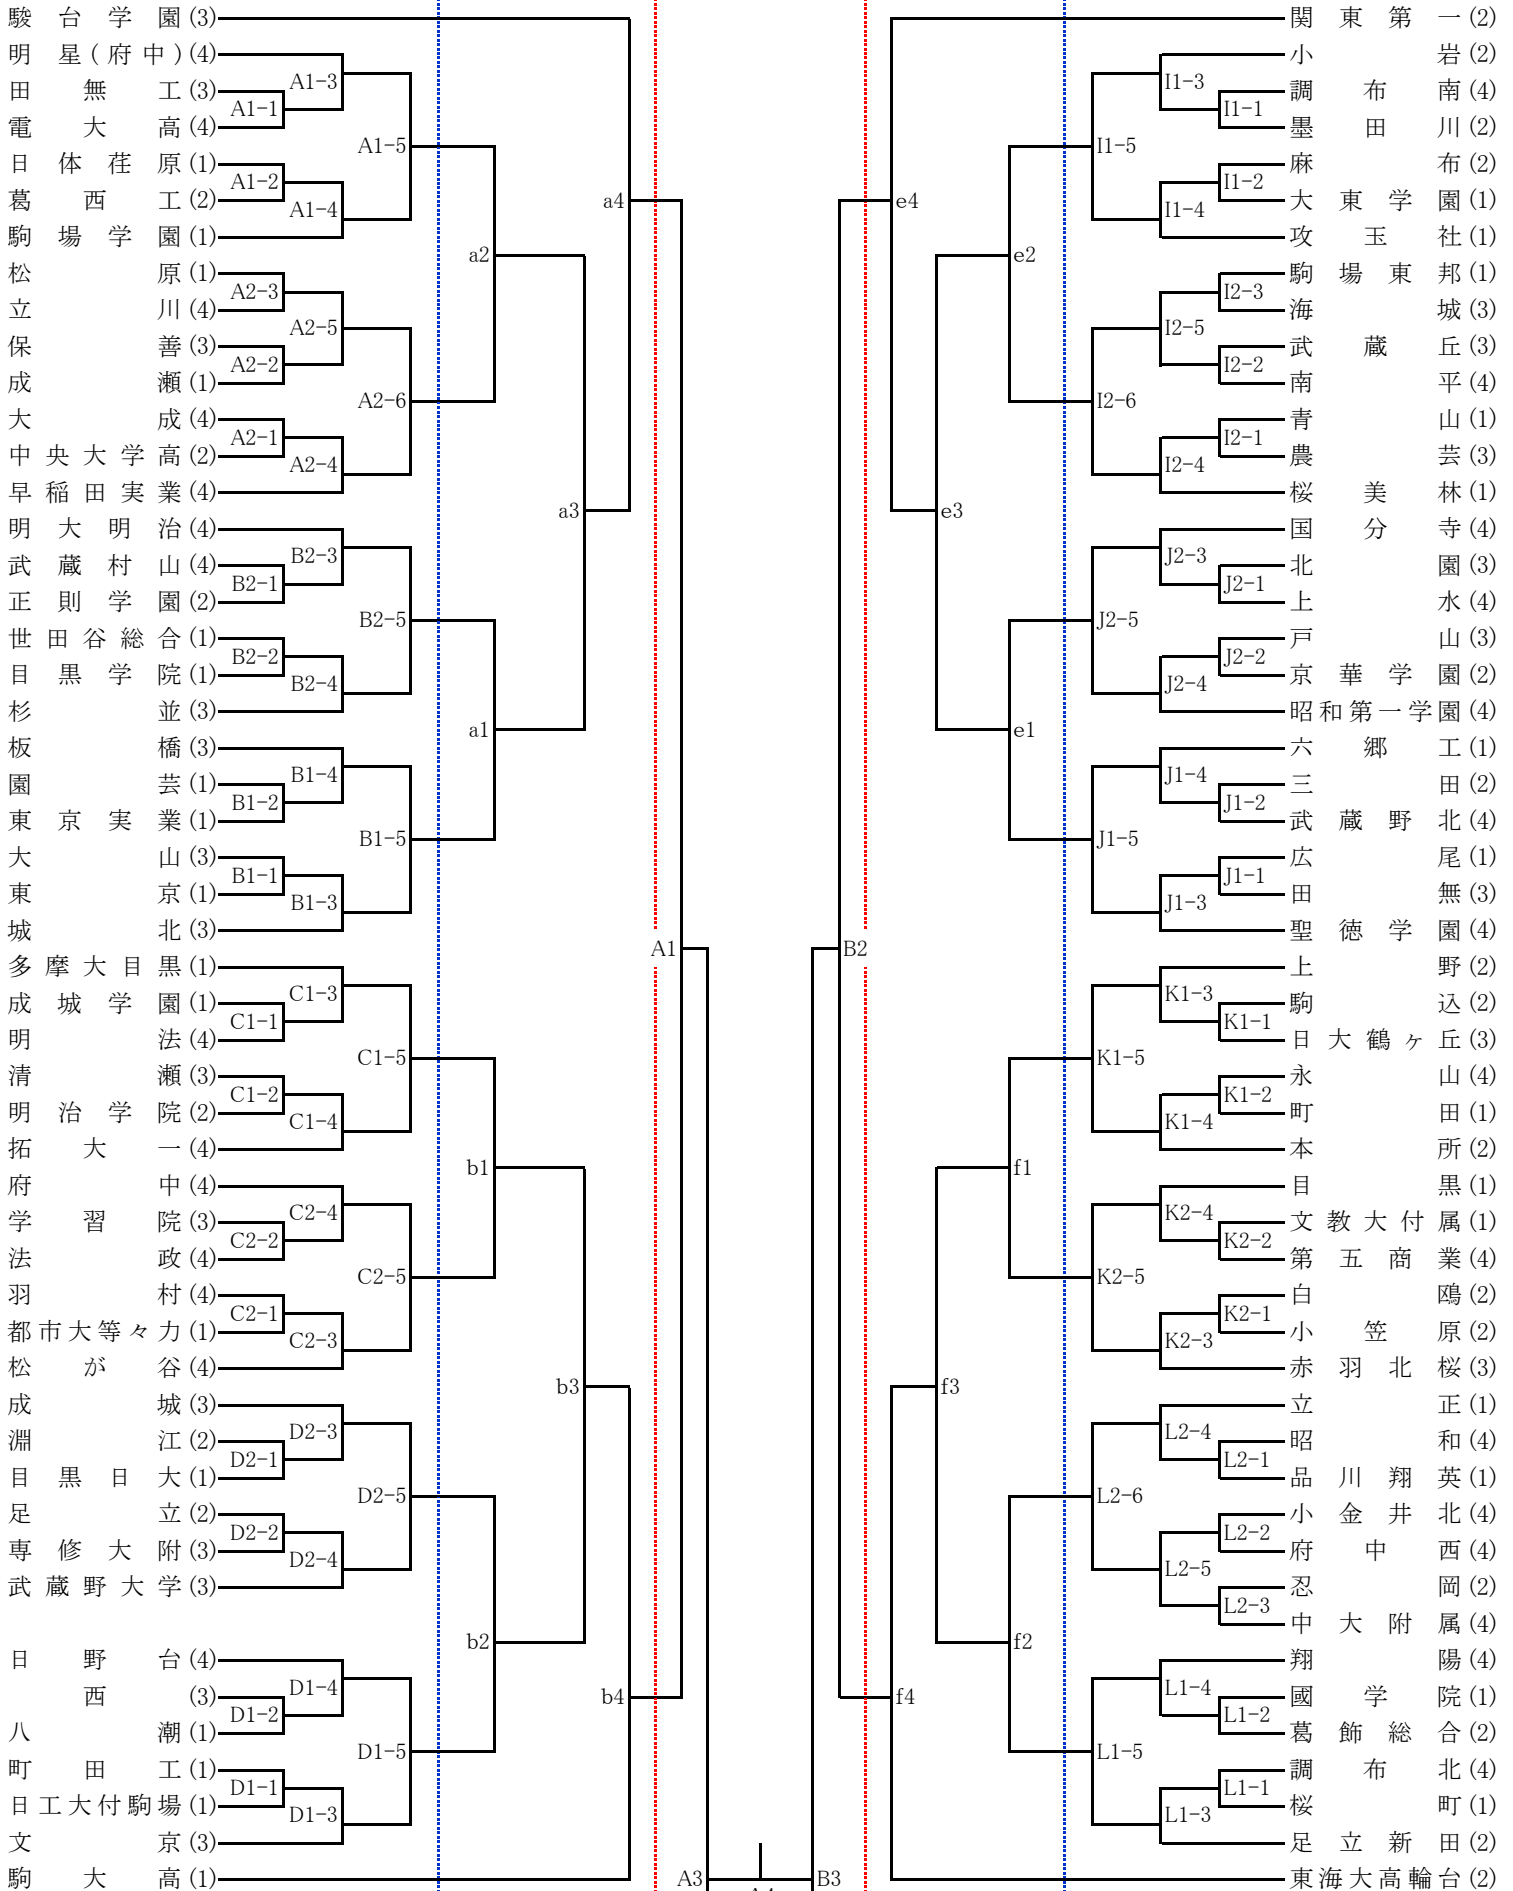 駿台学園(3)
明星(府中)(4)
田無工(3)
電大高(4)
日体荏原(1)
葛西工(2)
駒場学園(1)
松原(1)
立川(4)
保善(3)
成瀬(1)
大成(4)
中央大学高(2)
早稲田実業(4)
明大明治(4)
武蔵村山(4)
正則学園(2)
世田谷総合(1)
目黒学院(1)
杉並(3)
板橋(3)
園芸(1)
東京実業(1)
大山(3)
東京(1)
城北(3)
多摩大目黒(1)
成城学園(1)
明法(4)
清瀬(3)
明治学院(2)
拓大一(4)
府中(4)
学習院(3)
法政(4)
羽村(4)
都市大等々力(1)
松が谷(4)
成城(3)
淵江(2)
目黒日大(1)
足立(2)
専修大附(3)
武蔵野大学(3)
日野台(4)
西(3)
八潮(1)
町田工(1)
日工大付駒場(1)
文京(3)
駒大高(1)
A1-3
A1-1
A1-5
A1-2
A1-4
a2
A2-3
A2-5
A2-2
A2-6
A2-1
A2-4
a4
a3
B2-3
B2-1
B2-5
B2-2
B2-4
a1
B1-4
B1-2
B1-5
B1-1
B1-3
A1
C1-3
C1-1
C1-5
C1-2
C1-4
b1
C2-4
C2-2
C2-5
C2-1
C2-3
b3
D2-3
D2-1
D2-5
D2-2
D2-4
b2
b4
D1-4
D1-2
D1-5
D1-1
D1-3
A3
B3
B2
e4
e2
e3
e1
I1-3
I1-1
I1-5
I1-2
I1-4
I2-3
I2-5
I2-2
I2-6
I2-1
I2-4
J2-3
J2-1
J2-5
J2-2
J2-4
J1-4
J1-2
J1-5
J1-1
J1-3
K1-3
K1-1
K1-5
K1-2
K1-4
f1
K2-4
K2-2
K2-5
K2-1
K2-3
f3
L2-4
L2-1
L2-6
L2-2
L2-5
L2-3
f2
f4
L1-4
L1-2
L1-5
L1-1
L1-3
関東第一(2)
小岩(2)
調布南(4)
墨田川(2)
麻布(2)
大東学園(1)
攻玉社(1)
駒場東邦(1)
海城(3)
武蔵丘(3)
南平(4)
青山(1)
農芸(3)
桜美林(1)
国分寺(4)
北園(3)
上水(4)
戸山(3)
京華学園(2)
昭和第一学園(4)
六郷工(1)
三田(2)
武蔵野北(4)
広尾(1)
田無(3)
聖徳学園(4)
上野(2)
駒込(2)
日大鶴ヶ丘(3)
永山(4)
町田(1)
本所(2)
目黒(1)
文教大付属(1)
第五商業(4)
白鴎(2)
小笠原(2)
赤羽北桜(3)
立正(1)
昭和(4)
品川翔英(1)
小金井北(4)
府中西(4)
忍岡(2)
中大附属(4)
翔陽(4)
國学院(1)
葛飾総合(2)
調布北(4)
桜町(1)
足立新田(2)
東海大高輪台(2)